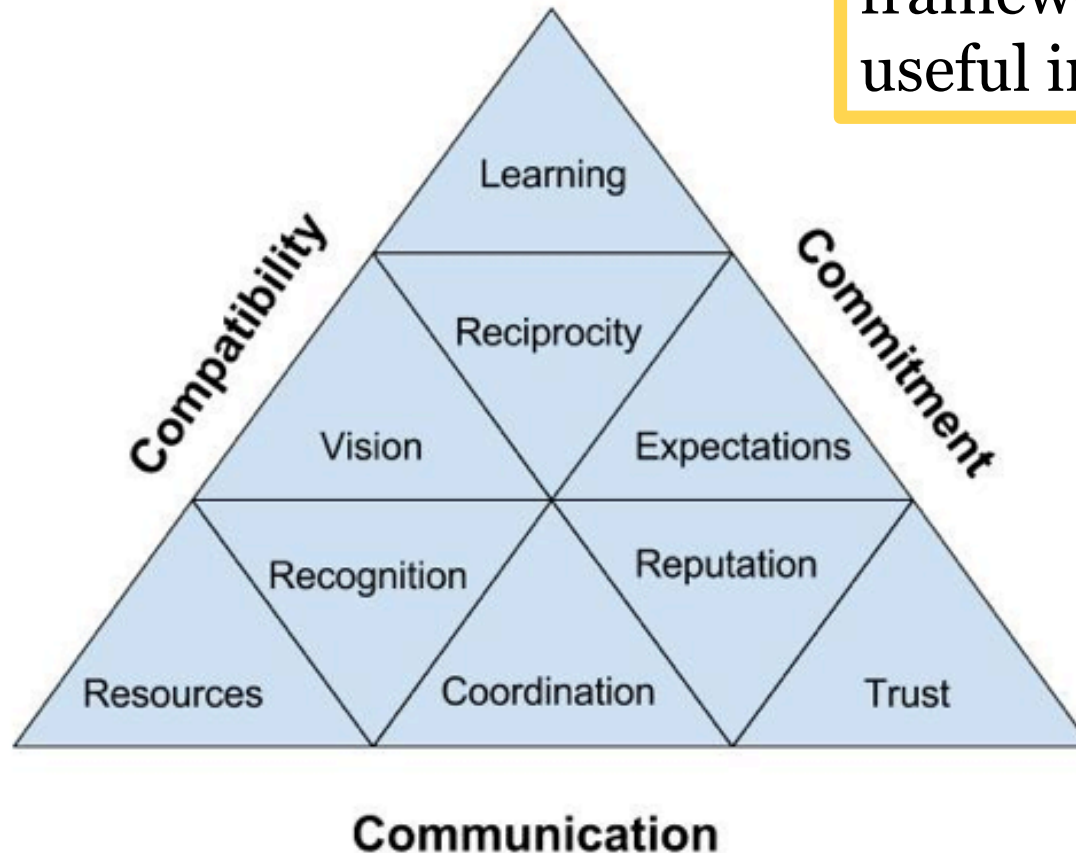 useful
Learning
Compatibility
Commitment
Reciprocity
Vision
Expectations
Recognition
Reputation
Resources
Coordination
Trust
Communication